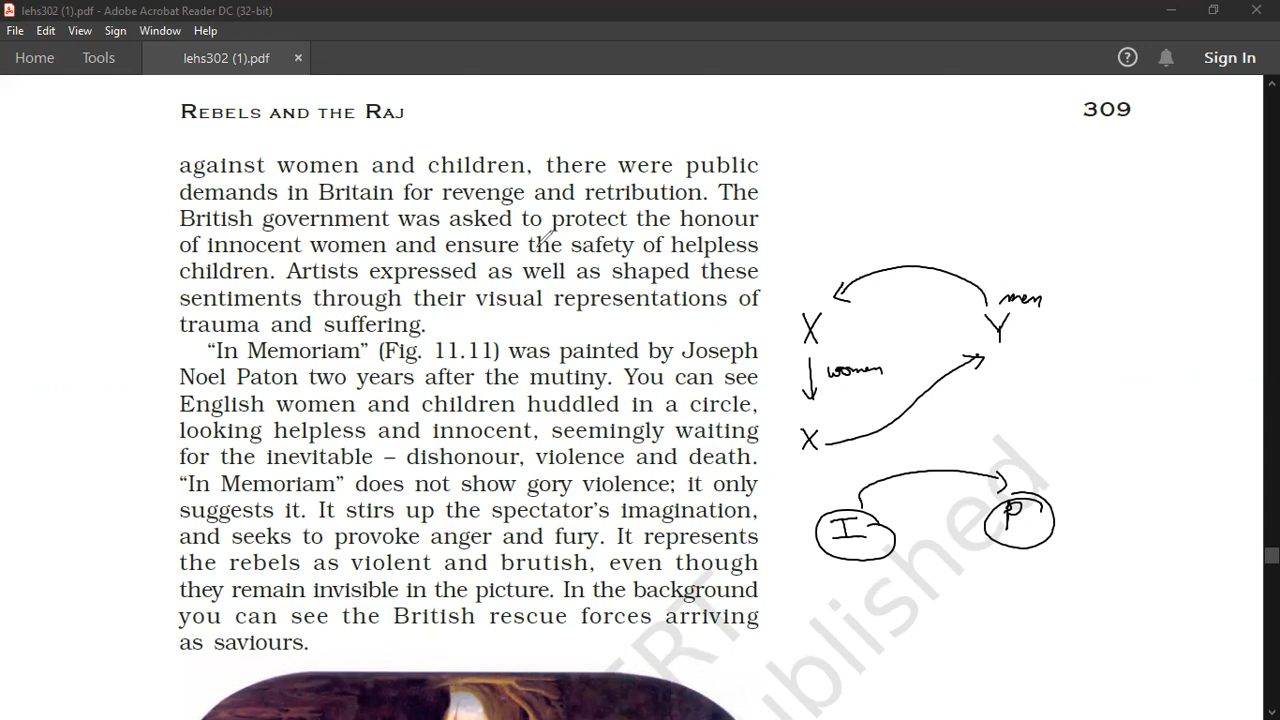 lehs302 (1).pdf - Adobe Acrobat Reader DC (32-bit)
File Edit View Sign Window Help
Home Tools lehs302 (1).pdf × ? Sign In
REBELS AND THE RAJ 309
against women and children, there were public
demands in Britain for revenge and retribution. The
British government was asked to protect the honour
of innocent women and ensure the safety of helpless
children. Artists expressed as well as shaped these
sentiments through their visual representations of
trauma and suffering.
“In Memoriam” (Fig. 11.11) was painted by Joseph
Noel Paton two years after the mutiny. You can see
English women and children huddled in a circle,
looking helpless and innocent, seemingly waiting
for the inevitable – dishonour, violence and death.
“In Memoriam” does not show gory violence; it only
suggests it. It stirs up the spectator’s imagination,
and seeks to provoke anger and fury. It represents
the rebels as violent and brutish, even though
they remain invisible in the picture. In the background
you can see the British rescue forces arriving
as saviours.
men
X Y
women
X
I P
ERT
ublished